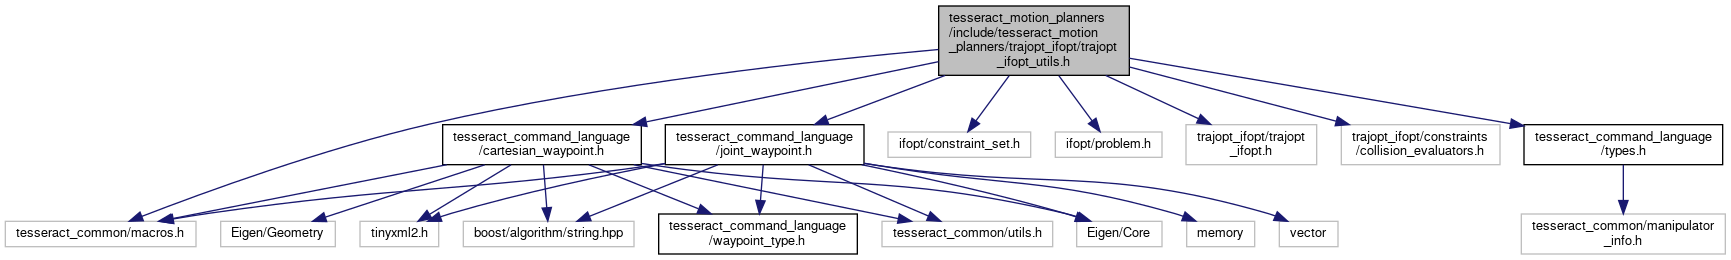 tesseract_motion_planners
/include/tesseract_motion
_planners/trajopt_ifopt/trajopt
_ifopt_utils.h
tesseract_command_language
/cartesian_waypoint.h
tesseract_command_language
/joint_waypoint.h
ifopt/constraint_set.h
ifopt/problem.h
trajopt_ifopt/trajopt
_ifopt.h
trajopt_ifopt/constraints
/collision_evaluators.h
tesseract_command_language
/types.h
tesseract_common/macros.h
Eigen/Geometry
tinyxml2.h
boost/algorithm/string.hpp
tesseract_command_language
/waypoint_type.h
tesseract_common/utils.h
Eigen/Core
memory
vector
tesseract_common/manipulator
_info.h